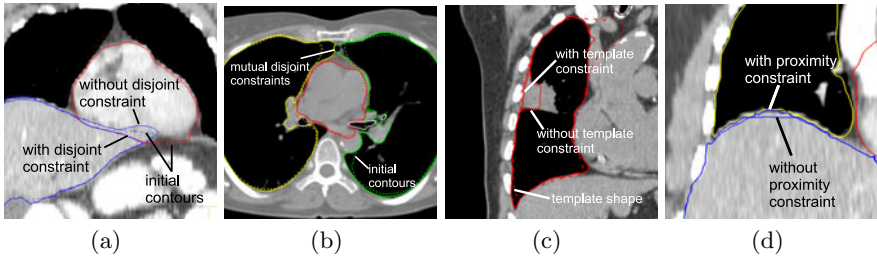 without disjoint
constraint
with disjoint
constraint
initial
contours
(a)
mutual disjoint
constraints
initial
contours
(b)
with template
constraint
without template
constraint
template shape
(c)
with proximity
constraint
without
proximity
constraint
(d)